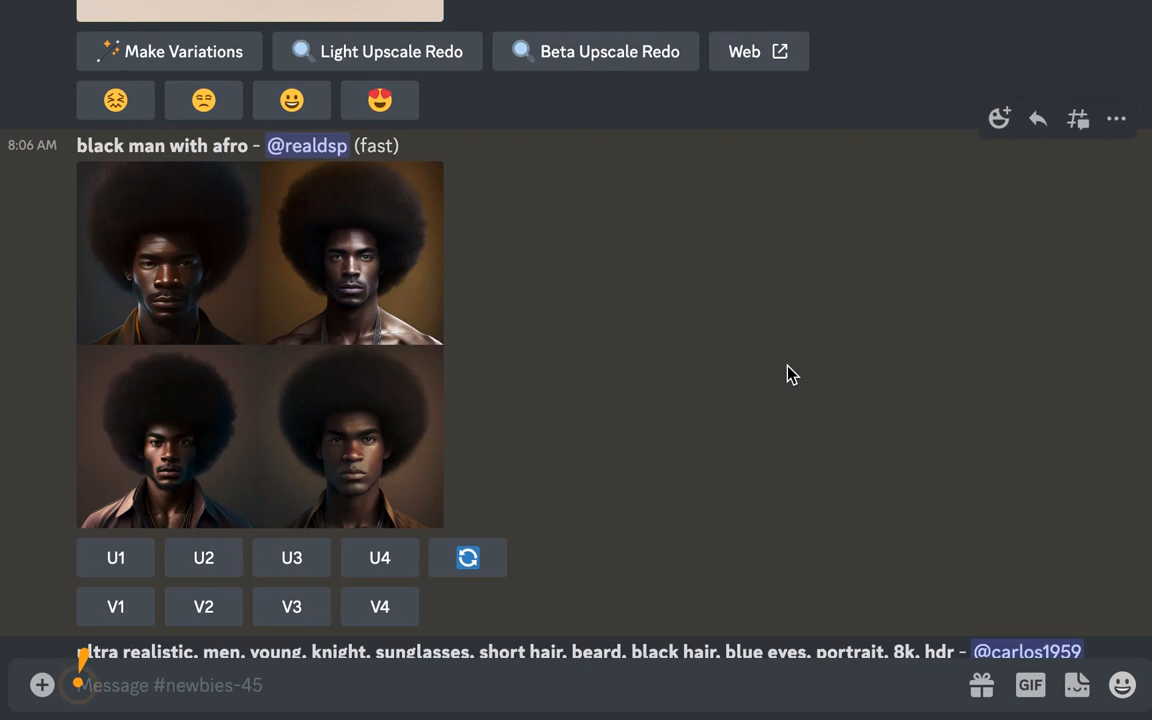 Make Variations Light Upscale Redo Beta Upscale Redo Web
8:06 AM black man with afro - @realdsp (fast)
U1 U2 U3 U4
V1 V2 V3 V4
ultra realistic, men, young, knight, sunglasses, short hair, beard, black hair, blue eyes, portrait, 8k, hdr - @carlos1959
Message #newbies-45 GIF